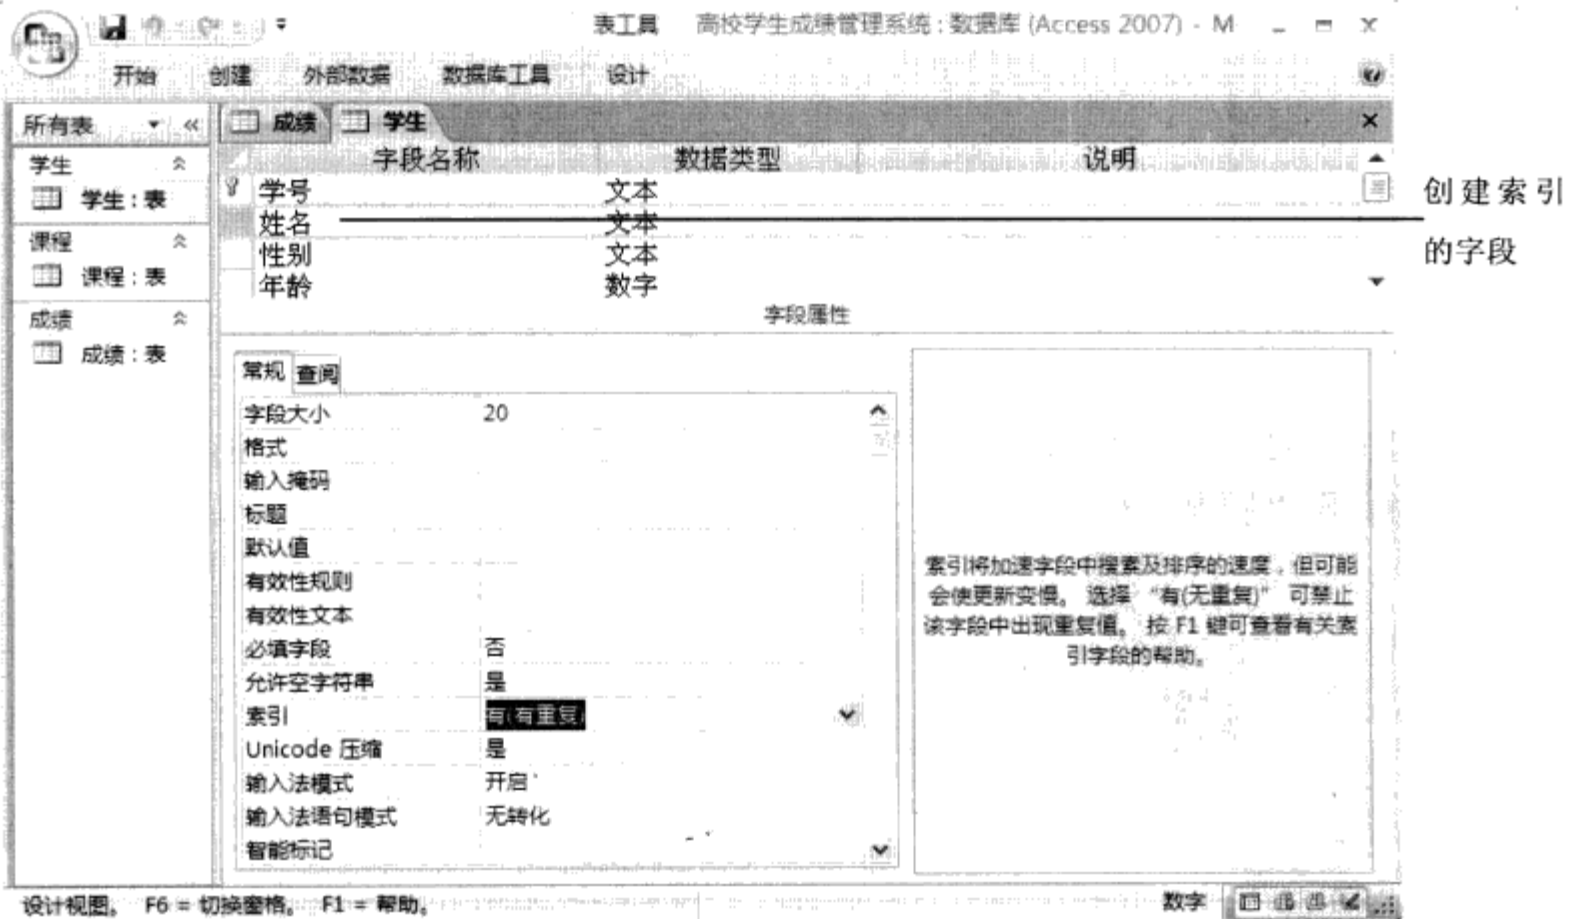 表工具 高校学生成绩管理系统 : 数据库 (Access 2007) - M
开始 创建 外部数据 数据库工具 设计
所有表
成绩 学生
字段名称 数据类型 说明
学生
学生 : 表
课程
课程 : 表
成绩
成绩 : 表
学号 文本
姓名 文本
性别 文本
年龄 数字
创建索引
的字段
字段属性
常规 查阅
字段大小 20
格式
输入掩码
标题
默认值
有效性规则
有效性文本
必填字段 否
允许空字符串 是
索引 有(有重复)
Unicode 压缩 是
输入法模式 开启
输入法语句模式 无转化
智能标记
索引将加速字段中搜索及排序的速度，但可能
会使更新变慢。 选择 “有(无重复)” 可禁止
该字段中出现重复值。 按 F1 键可查看有关索
引字段的帮助。
设计视图。 F6 = 切换窗格。 F1 = 帮助。
数字